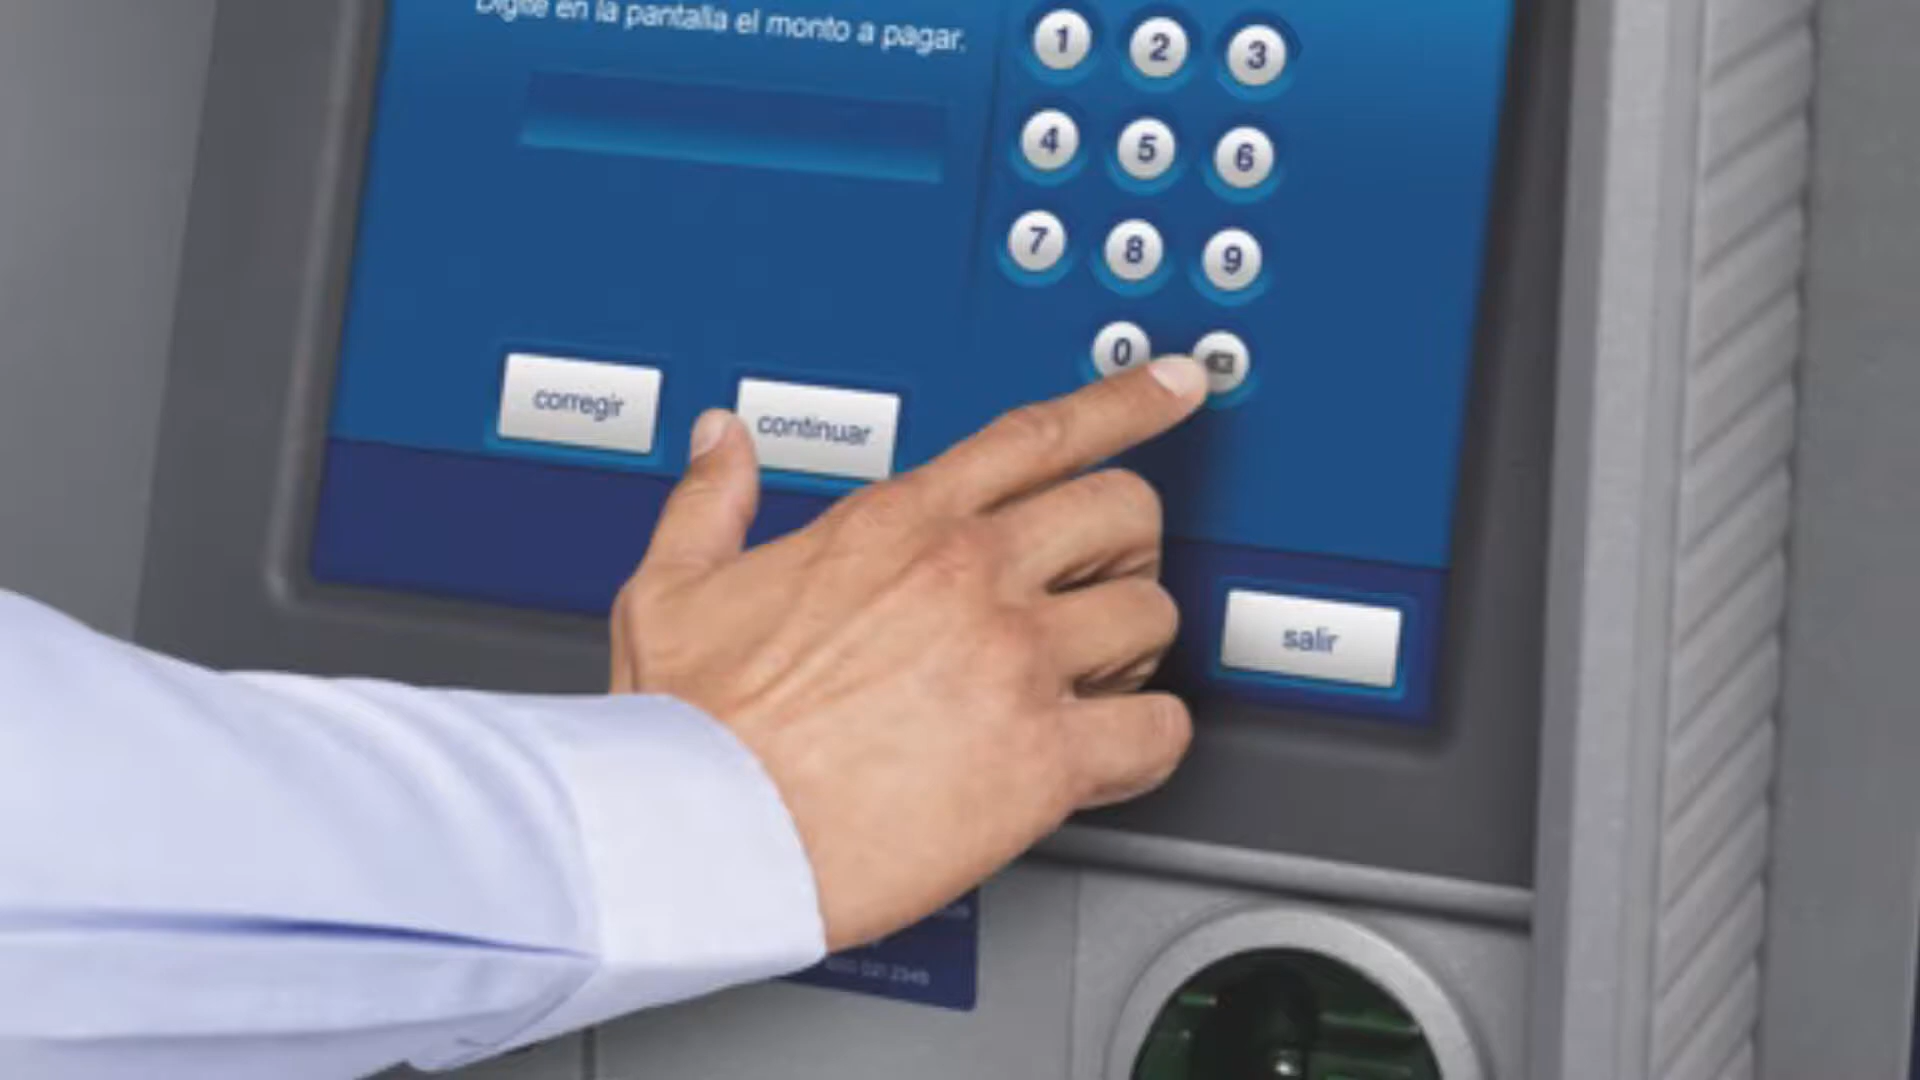 Digite en la pantalla el monto a pagar.
1 2 3
4 5 6
7 8 9
0
corregir
continuar
salir